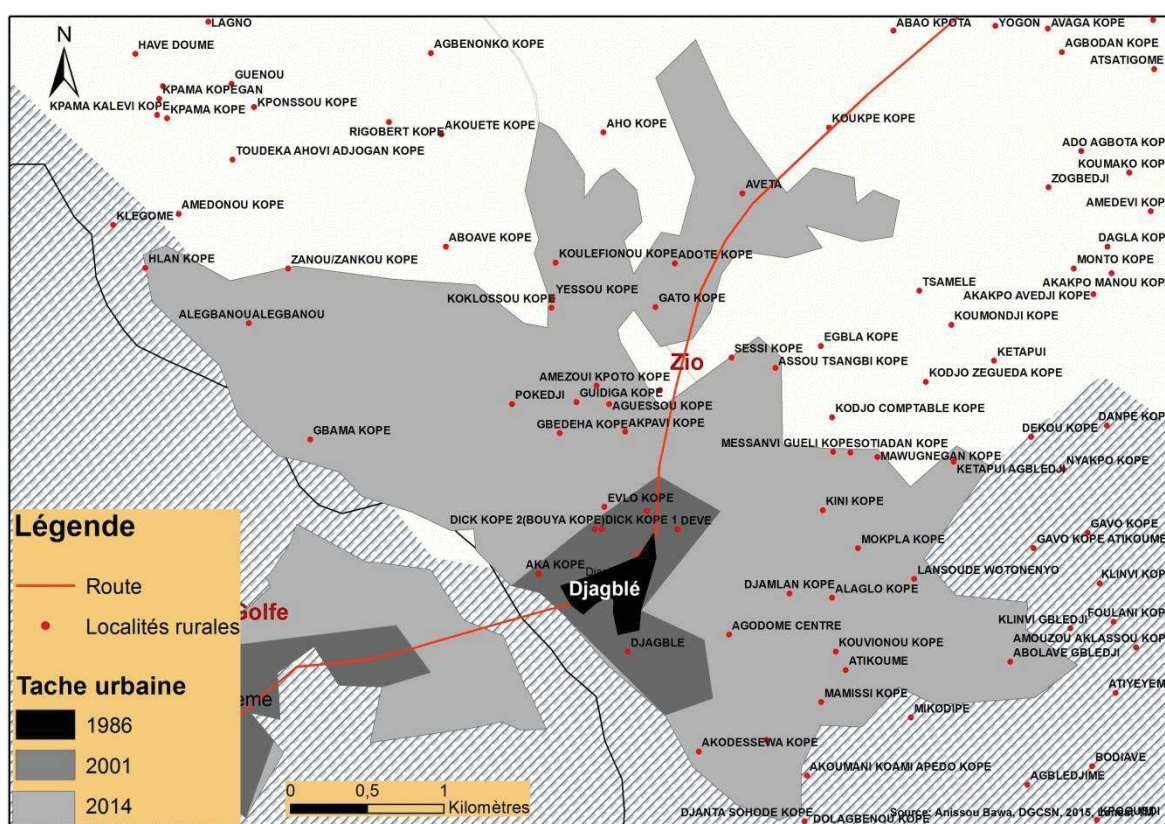 LAGNO
ABAO KPOTA
YOGON
AVAGA KOPE
N
HAVE DOUME
AGBENONKO KOPE
AGBODAN KOPE
ATSATIGOME
GUENOU
KPAMA KOPEGAN
KPAMA KALEVI KOPE
KPAMA KOPE
KPONSSOU KOPE
RIGOBERT KOPE
AKOUETE KOPE
AHO KOPE
KOUKPE KOPE
TOUDEKA AHOVI ADJOGAN KOPE
ADO AGBOTA KOP
KOUMAKO KOP
ZOGBEDJI
AVETA
AMEDEVI KOP
AMEDONOU KOPE
KLEGOME
ABOAVE KOPE
DAGLA KOP
HLAN KOPE
ZANOU/ZANKOU KOPE
KOULEFIONOU KOPE
ADOTE KOPE
MONTO KOPE
AKAKPO MANOU KOP
TSAMELE
AKAKPO AVEDJI KOPE
YESSOU KOPE
KOKLOSSOU KOPE
GATO KOPE
ALEGBANOUALEGBANOU
KOUMONDJI KOPE
EGBLA KOPE
SESSI KOPE
Zio
ASSOU TSANGBI KOPE
KETAPUI
KODJO ZEGUEDA KOPE
AMEZOUI KPOTO KOPE
POKEDJI
GUIDIGA KOPE
AGUESSOU KOPE
KODJO COMPTABLE KOPE
GBEDEHA KOPE
AKPAVI KOPE
DANPE KOP
DEKOU KOPE
GBAMA KOPE
MESSANVI GUELI KOPE
SOTIADAN KOPE
MAWUGNEGAN KOPE
KETAPUI AGBLEDJI
NYAKPO KOPE
EVLO KOPE
KINI KOPE
DICK KOPE 2(BOUYA KOPE)
DICK KOPE 1
DEVE
GAVO KOPE
GAVO KOPE ATIKOUME
MOKPLA KOPE
AKA KOPE
Djagblé
DJAMLAN KOPE
ALAGLO KOPE
LANSOUDE WOTONENYO
KLINVI KOP
AGODOME CENTRE
KLINVI GBLEDJI
FOULANI KOP
DJAGBLE
KOUVIONOU KOPE
AMOUZOU AKLASSOU KOP
ABOLAVE GBLEDJI
ATIKOUME
ATIYEYEM
MAMISSI KOPE
MIKODIPE
AKODESSEWA KOPE
AKOUMANI KOAMI APEDO KOPE
BODIAVE
AGBLEDJIME
DJANTA SOHODE KOPE
DOLAGBENOU KOPE
Source: Anissou Bawa, DGCSN, 2015,
Golfe
eme
Légende
Route
Localités rurales
Tache urbaine
1986
2001
2014
0 0,5 1
Kilomètres